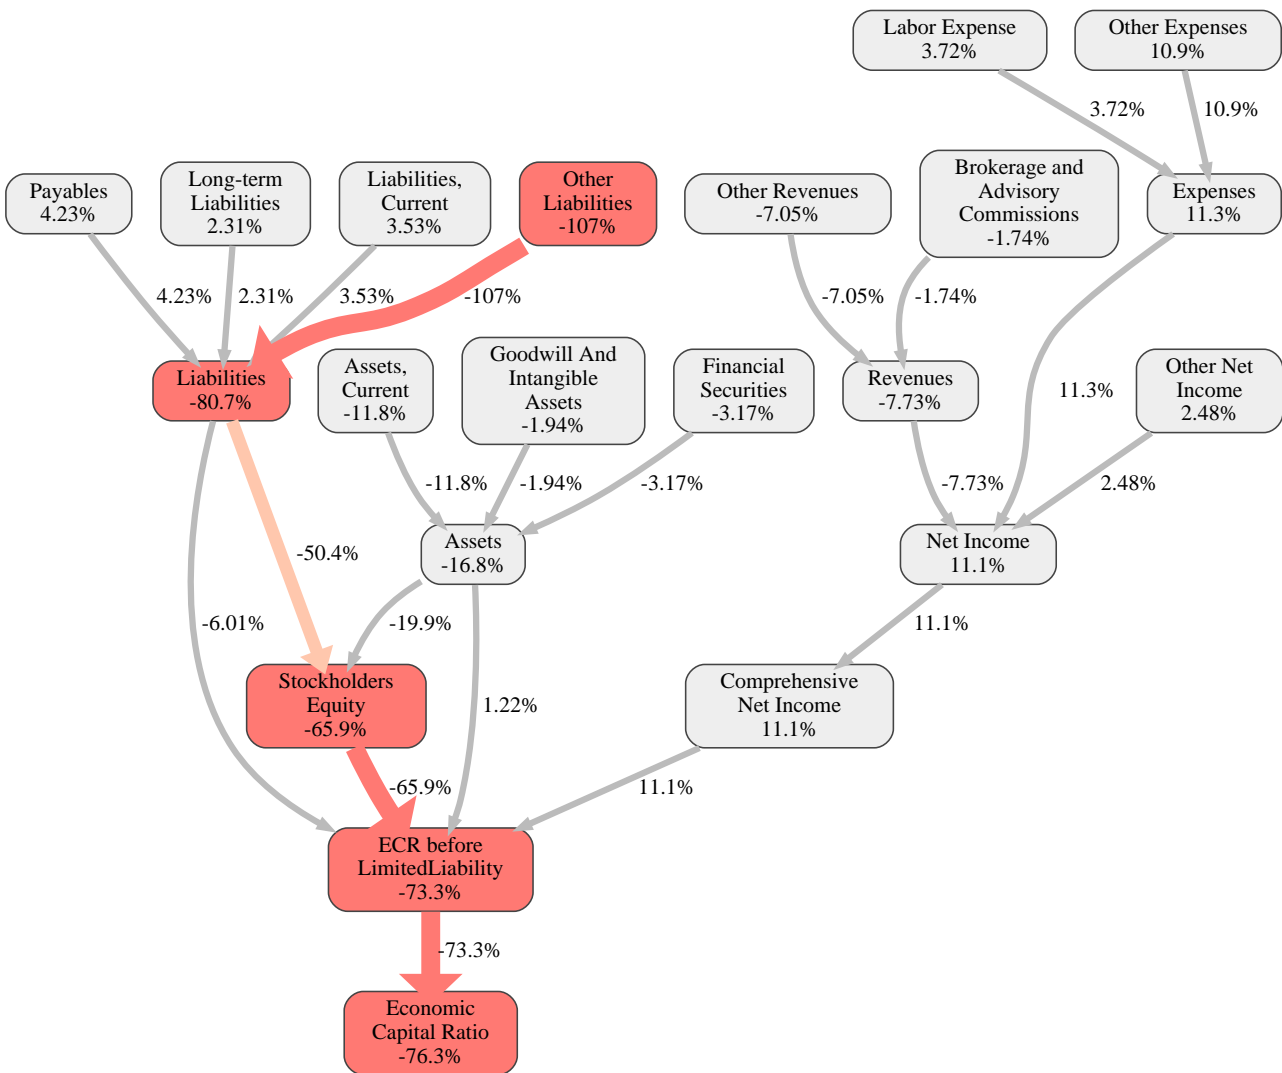 Labor Expense
3.72%
Other Expenses
10.9%
3.72%
10.9%
Payables
4.23%
Long-term
Liabilities
2.31%
Liabilities,
Current
3.53%
Other
Liabilities
-107%
Other Revenues
-7.05%
Brokerage and
Advisory
Commissions
-1.74%
Expenses
11.3%
4.23%
2.31%
3.53%
-107%
-7.05%
-1.74%
Liabilities
-80.7%
Assets,
Current
-11.8%
Goodwill And
Intangible
Assets
-1.94%
Financial
Securities
-3.17%
Revenues
-7.73%
11.3%
Other Net
Income
2.48%
-11.8%
-1.94%
-3.17%
-7.73%
2.48%
-50.4%
Assets
-16.8%
Net Income
11.1%
-6.01%
-19.9%
11.1%
Stockholders
Equity
-65.9%
1.22%
Comprehensive
Net Income
11.1%
-65.9%
11.1%
ECR before
LimitedLiability
-73.3%
-73.3%
Economic
Capital Ratio
-76.3%